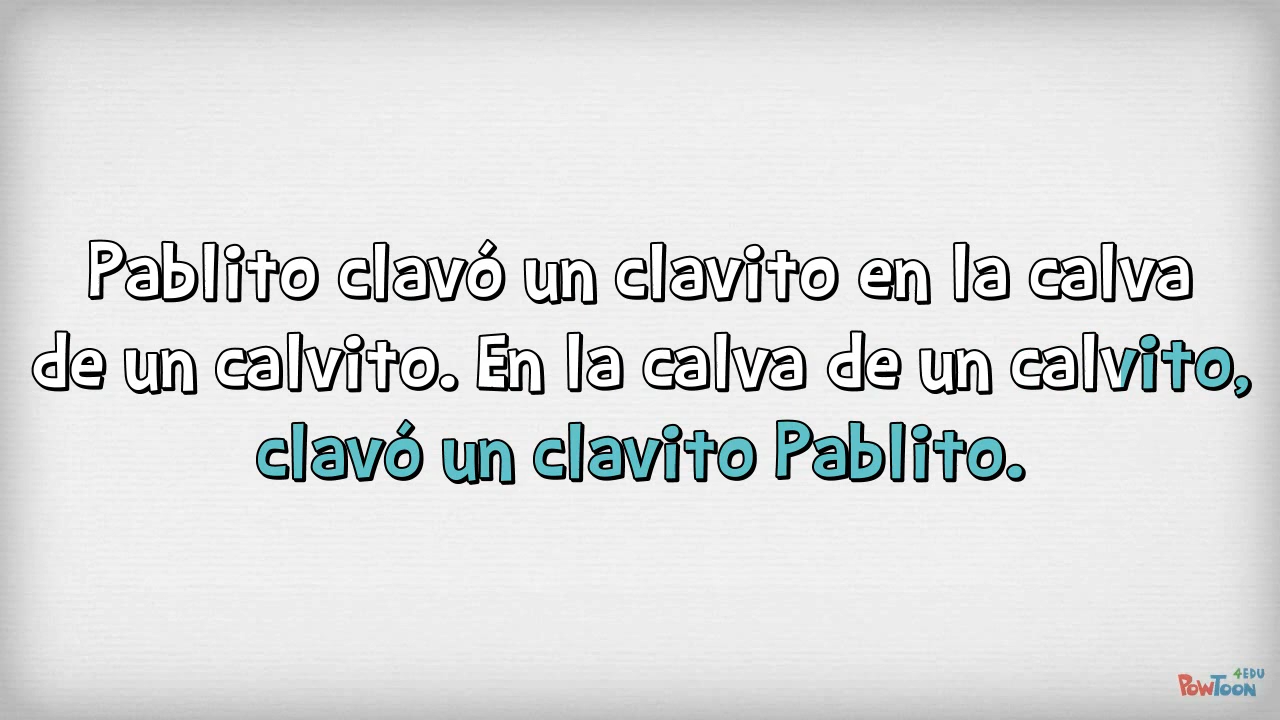 Pablito clavó un clavito en la calva
de un calvito. En la calva de un calvito,
clavó un clavito Pablito.
4EDU
PowToon